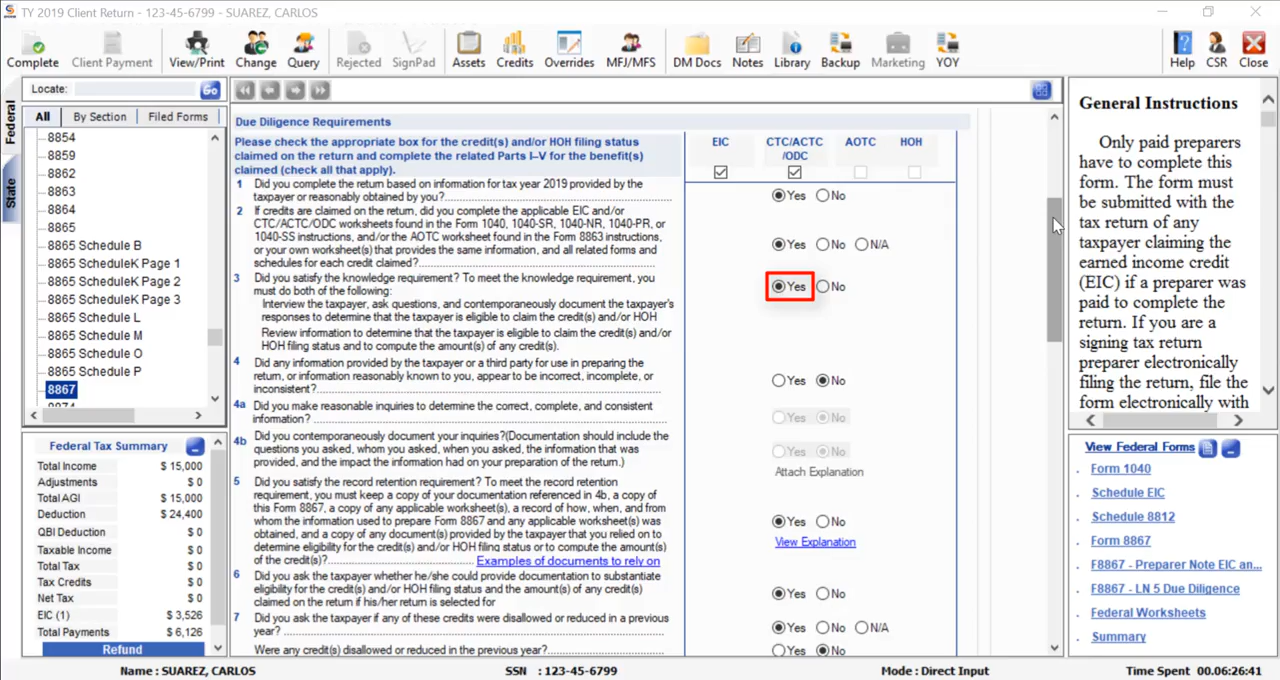 TY 2019 Client Return - 123-45-6799 - SUAREZ, CARLOS
Complete
Client Payment
View/Print
Change
Query
Rejected
SignPad
Assets
Credits
Overrides
MFJ/MFS
DM Docs
Notes
Library
Backup
Marketing
YOY
Help
CSR
Close
Federal
State
Locate:
Go
All
By Section
Filed Forms
8854
8859
8862
8863
8864
8865
8865 Schedule B
8865 ScheduleK Page 1
8865 ScheduleK Page 2
8865 ScheduleK Page 3
8865 Schedule L
8865 Schedule M
8865 Schedule O
8865 Schedule P
8867
Federal Tax Summary
Total Income $ 15,000
Adjustments $ 0
Total AGI $ 15,000
Deduction $ 24,400
QBI Deduction $ 0
Taxable Income $ 0
Total Tax $ 0
Tax Credits $ 0
Net Tax $ 0
EIC (1) $ 3,526
Total Payments $ 6,126
Refund
Due Diligence Requirements
Please check the appropriate box for the credit(s) and/or HOH filing status
claimed on the return and complete the related Parts I–V for the benefit(s)
claimed (check all that apply).
EIC
CTC/ACTC
/ODC
AOTC
HOH
1 Did you complete the return based on information for tax year 2019 provided by the
taxpayer or reasonably obtained by you?
Yes No
2 If credits are claimed on the return, did you complete the applicable EIC and/or
CTC/ACTC/ODC worksheets found in the Form 1040, 1040-SR, 1040-NR, 1040-PR, or
1040-SS instructions, and/or the AOTC worksheet found in the Form 8863 instructions,
or your own worksheet(s) that provides the same information, and all related forms and
schedules for each credit claimed?
Yes No N/A
3 Did you satisfy the knowledge requirement? To meet the knowledge requirement, you
must do both of the following:
Yes No
Interview the taxpayer, ask questions, and contemporaneously document the taxpayer's
responses to determine that the taxpayer is eligible to claim the credit(s) and/or HOH
Review information to determine that the taxpayer is eligible to claim the credit(s) and/or
HOH filing status and to compute the amount(s) of any credit(s).
4 Did any information provided by the taxpayer or a third party for use in preparing the
return, or information reasonably known to you, appear to be incorrect, incomplete, or
inconsistent?
Yes No
4a Did you make reasonable inquiries to determine the correct, complete, and consistent
information?
Yes No
4b Did you contemporaneously document your inquiries?(Documentation should include the
questions you asked, whom you asked, when you asked, the information that was
provided, and the impact the information had on your preparation of the return.)
Yes No
Attach Explanation
5 Did you satisfy the record retention requirement? To meet the record retention
requirement, you must keep a copy of your documentation referenced in 4b, a copy of
this Form 8867, a copy of any applicable worksheet(s), a record of how, when, and from
whom the information used to prepare Form 8867 and any applicable worksheet(s) was
obtained, and a copy of any document(s) provided by the taxpayer that you relied on to
determine eligibility for the credit(s) and/or HOH filing status or to compute the amount(s)
of the credit(s)? Examples of documents to rely on
Yes No
View Explanation
6 Did you ask the taxpayer whether he/she could provide documentation to substantiate
eligibility for the credit(s) and/or HOH filing status and the amount(s) of any credit(s)
claimed on the return if his/her return is selected for
Yes No
7 Did you ask the taxpayer if any of these credits were disallowed or reduced in a previous
year?
Yes No N/A
Were any credit(s) disallowed or reduced in the previous year?
Yes No
General Instructions
Only paid preparers
have to complete this
form. The form must
be submitted with the
tax return of any
taxpayer claiming the
earned income credit
(EIC) if a preparer was
paid to complete the
return. If you are a
signing tax return
preparer electronically
filing the return, file the
form electronically with
View Federal Forms
Form 1040
Schedule EIC
Schedule 8812
Form 8867
F8867 - Preparer Note EIC an...
F8867 - LN 5 Due Diligence
Federal Worksheets
Summary
Name : SUAREZ, CARLOS
SSN : 123-45-6799
Mode : Direct Input
Time Spent 00.06:26:41